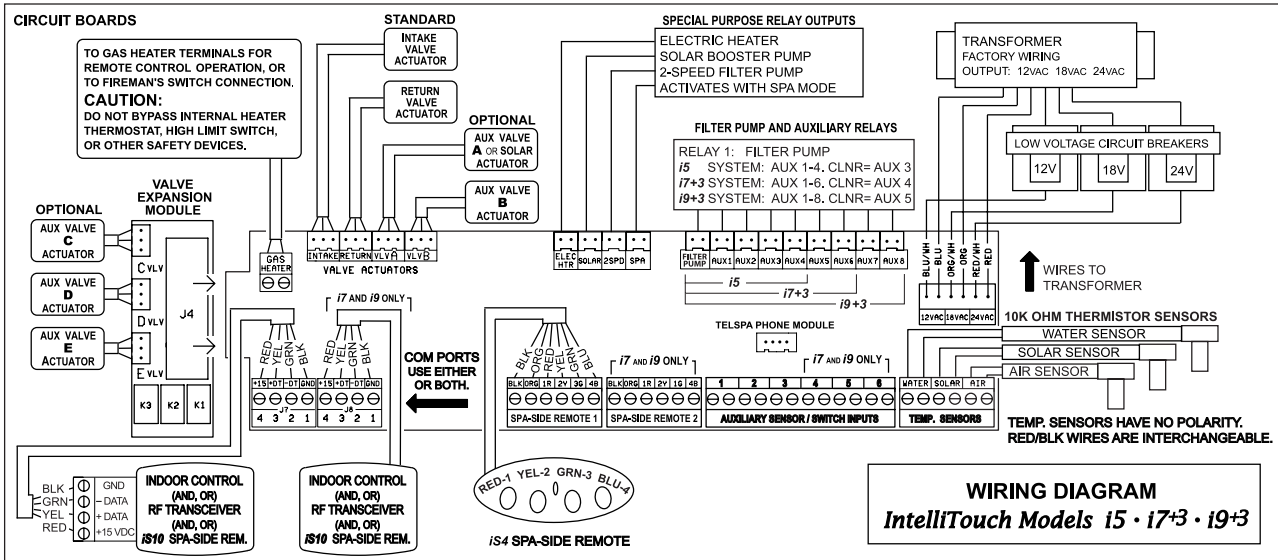 CIRCUIT BOARDS
TO GAS HEATER TERMINALS FOR
REMOTE CONTROL OPERATION, OR
TO FIREMAN'S SWITCH CONNECTION.
CAUTION:
DO NOT BYPASS INTERNAL HEATER
THERMOSTAT, HIGH LIMIT SWITCH,
OR OTHER SAFETY DEVICES.
STANDARD
INTAKE
VALVE
ACTUATOR
RETURN
VALVE
ACTUATOR
OPTIONAL
AUX VALVE
A OR SOLAR
ACTUATOR
AUX VALVE
B
ACTUATOR
SPECIAL PURPOSE RELAY OUTPUTS
ELECTRIC HEATER
SOLAR BOOSTER PUMP
2-SPEED FILTER PUMP
ACTIVATES WITH SPA MODE
FILTER PUMP AND AUXILIARY RELAYS
RELAY 1: FILTER PUMP
i5 SYSTEM: AUX 1-4. CLNR= AUX 3
i7+3 SYSTEM: AUX 1-6. CLNR= AUX 4
i9+3 SYSTEM: AUX 1-8. CLNR= AUX 5
TRANSFORMER
FACTORY WIRING
OUTPUT: 12VAC 18VAC 24VAC
LOW VOLTAGE CIRCUIT BREAKERS
12V 18V 24V
VALVE
EXPANSION
MODULE
OPTIONAL
AUX VALVE
C
ACTUATOR
AUX VALVE
D
ACTUATOR
AUX VALVE
E
ACTUATOR
C VLV
D VLV
E VLV
J4
K3 K2 K1
GAS
HEATER
INTAKE RETURN VLV A VLV B
VALVE ACTUATORS
ELEC
HTR SOLAR 2SPD SPA
FILTER
PUMP AUX1 AUX2 AUX3 AUX4 AUX5 AUX6 AUX7 AUX8
i5
i7+3
i9+3
BLU/WH BLU ORG/WH ORG RED/WH RED
12VAC 18VAC 24VAC
WIRES TO
TRANSFORMER
10K OHM THERMISTOR SENSORS
WATER SENSOR
SOLAR SENSOR
AIR SENSOR
TEMP. SENSORS HAVE NO POLARITY.
RED/BLK WIRES ARE INTERCHANGEABLE.
i7 AND i9 ONLY
RED YEL GRN BLK
+15 +DT -DT GND
J7
4 3 2 1
RED YEL GRN BLK
+15 +DT -DT GND
J8
4 3 2 1
COM PORTS
USE EITHER
OR BOTH.
BLK ORG RED YEL GRN BLU
BLK ORG 1R 2Y 3G 4B
SPA-SIDE REMOTE 1
i7 AND i9 ONLY
BLK ORG 1R 2Y 1G 4B
SPA-SIDE REMOTE 2
TELSPA PHONE MODULE
i7 AND i9 ONLY
1 2 3 4 5 6
AUXILIARY SENSOR / SWITCH INPUTS
WATER SOLAR AIR
TEMP. SENSORS
BLK GND
GRN – DATA
YEL + DATA
RED +15 VDC
INDOOR CONTROL
(AND, OR)
RF TRANSCEIVER
(AND, OR)
iS10 SPA-SIDE REM.
INDOOR CONTROL
(AND, OR)
RF TRANSCEIVER
(AND, OR)
iS10 SPA-SIDE REM.
RED-1 YEL-2 GRN-3 BLU-4
iS4 SPA-SIDE REMOTE
WIRING DIAGRAM
IntelliTouch Models i5 · i7+3 · i9+3